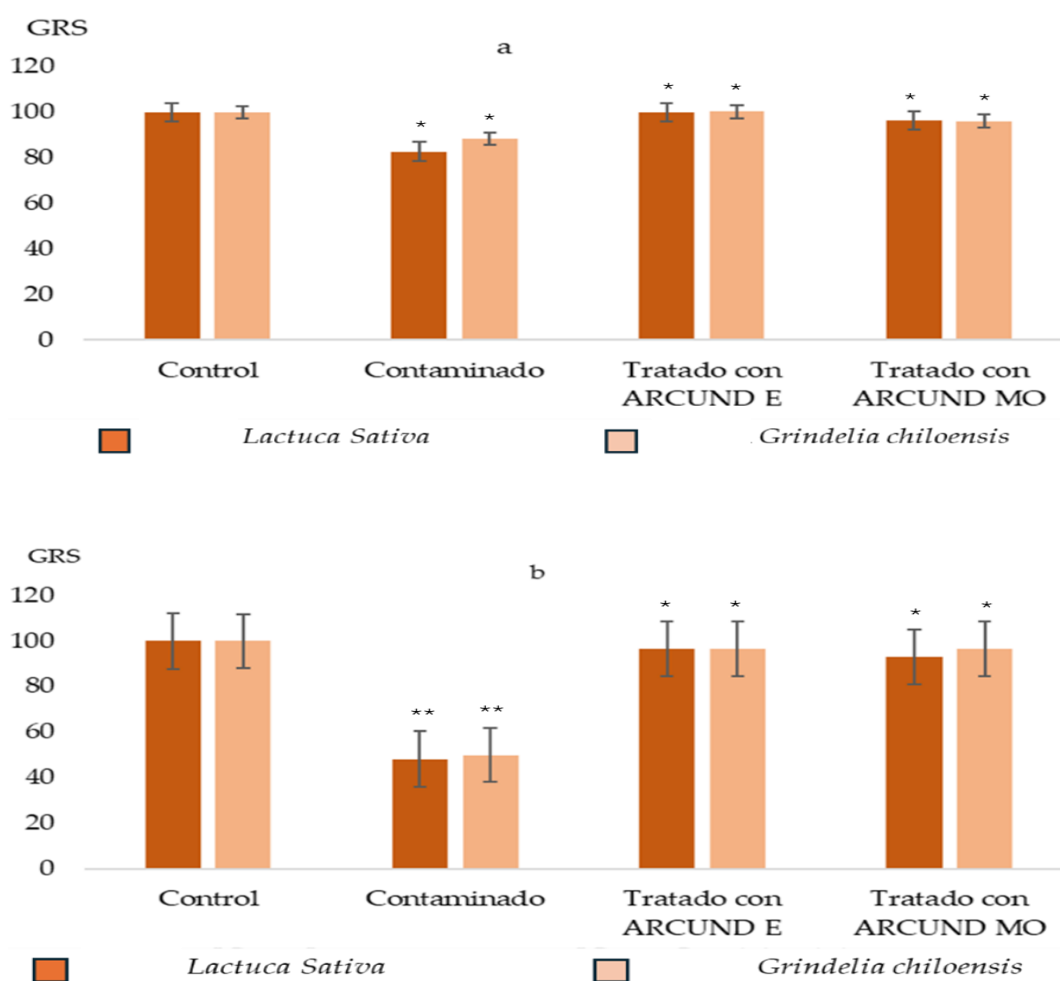 GRS
a
120
100
80
60
40
20
0
* * * * * *
Control Contaminado Tratado con ARCUND E Tratado con ARCUND MO
Lactuca Sativa Grindelia chiloensis
GRS
b
120
100
80
60
40
20
0
** ** * * * *
Control Contaminado Tratado con ARCUND E Tratado con ARCUND MO
Lactuca Sativa Grindelia chiloensis